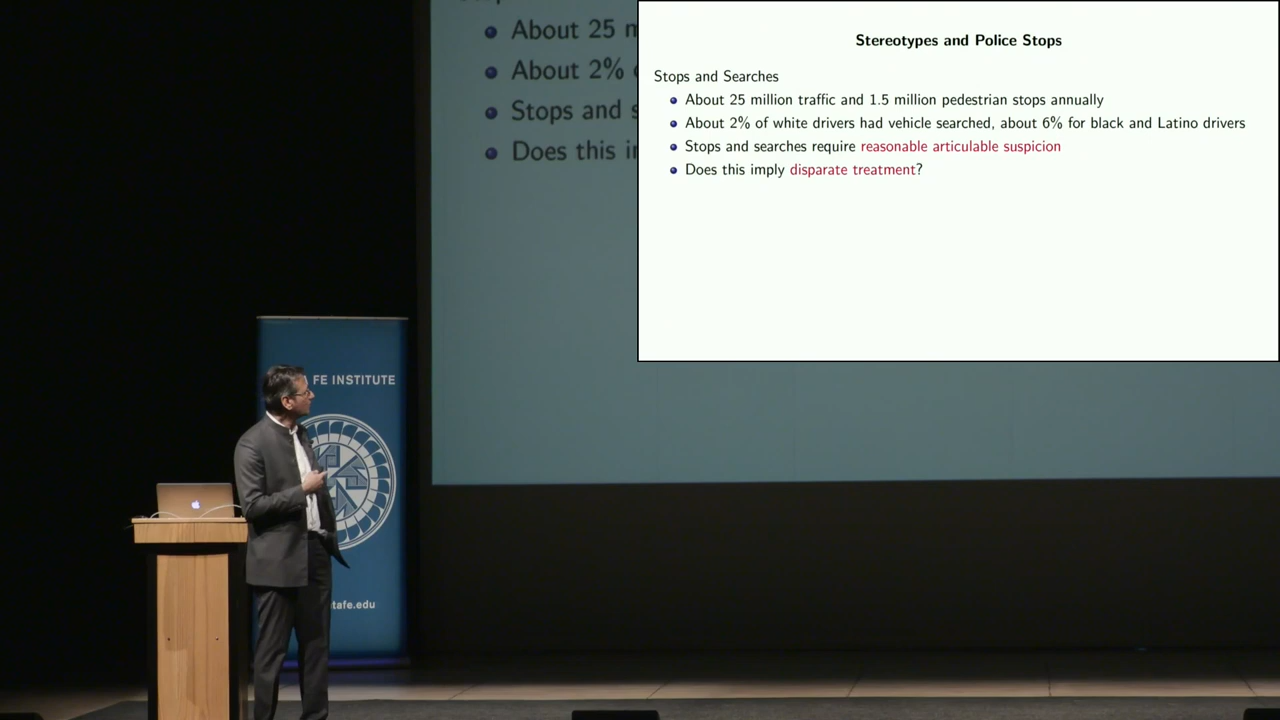 About 25
About 2%
Stops and s
Does this i
Stereotypes and Police Stops
Stops and Searches
About 25 million traffic and 1.5 million pedestrian stops annually
About 2% of white drivers had vehicle searched, about 6% for black and Latino drivers
Stops and searches require reasonable articulable suspicion
Does this imply disparate treatment?
FE INSTITUTE
tafe.edu